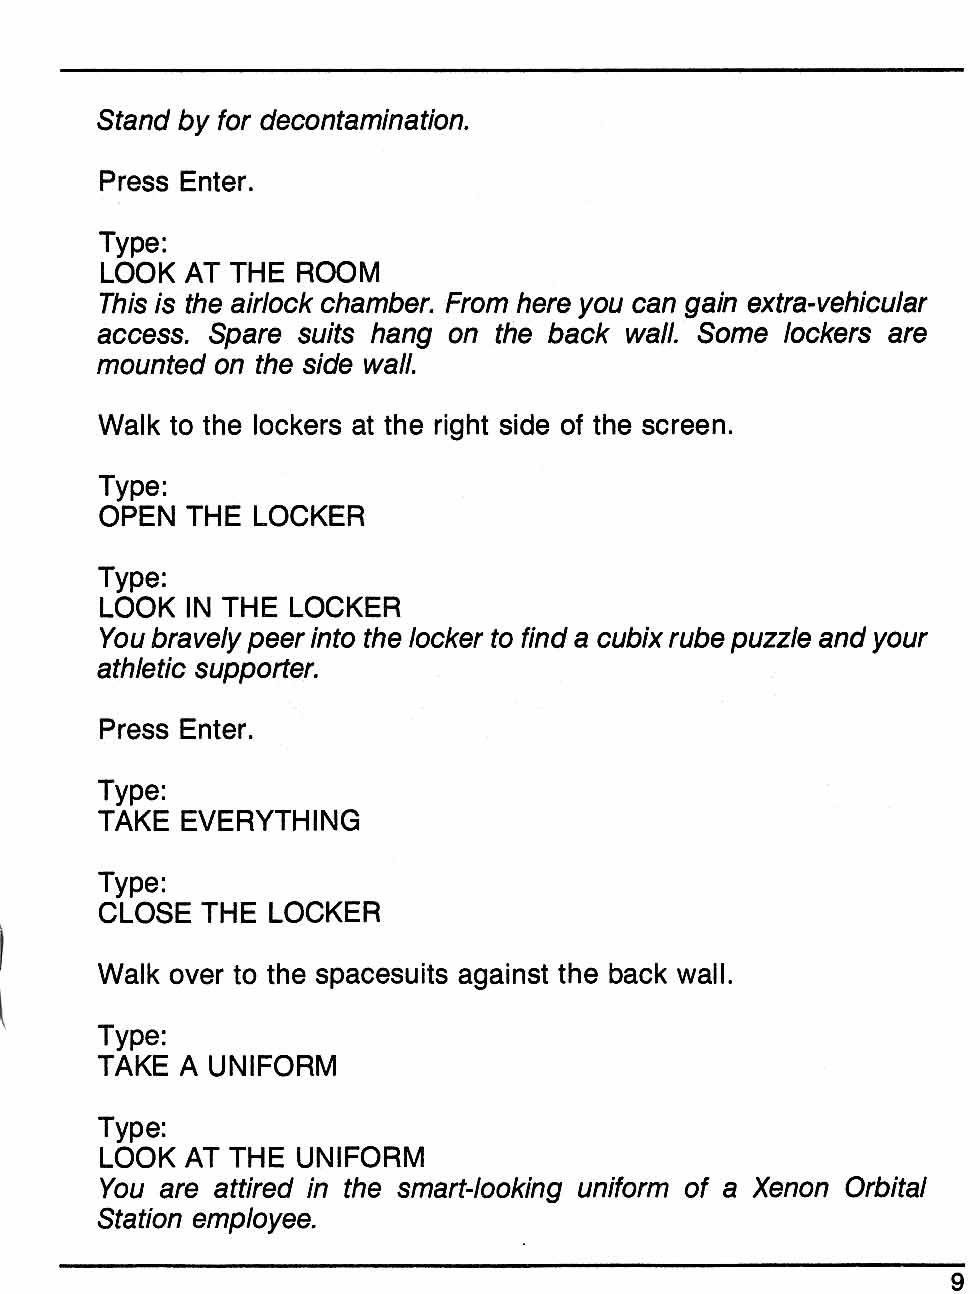 Stand by for decontamination.
Press Enter.
Type:
LOOK AT THE ROOM
This is the airlock chamber. From here you can gain extra-vehicular
access. Spare suits hang on the back wall. Some lockers are
mounted on the side wall.
Walk to the lockers at the right side of the screen.
Type:
OPEN THE LOCKER
Type:
LOOK IN THE LOCKER
You bravely peer into the locker to find a cubix rube puzzle and your
athletic supporter.
Press Enter.
Type:
TAKE EVERYTHING
Type:
CLOSE THE LOCKER
Walk over to the spacesuits against the back wall.
Type:
TAKE A UNIFORM
Type:
LOOK AT THE UNIFORM
You are attired in the smart-looking uniform of a Xenon Orbital
Station employee.
9